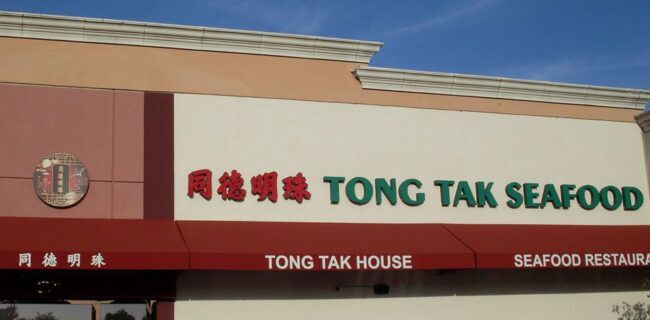 同德明珠 TONG TAK SEAFOOD
同德明珠
TONG TAK HOUSE
SEAFOOD RESTAURA